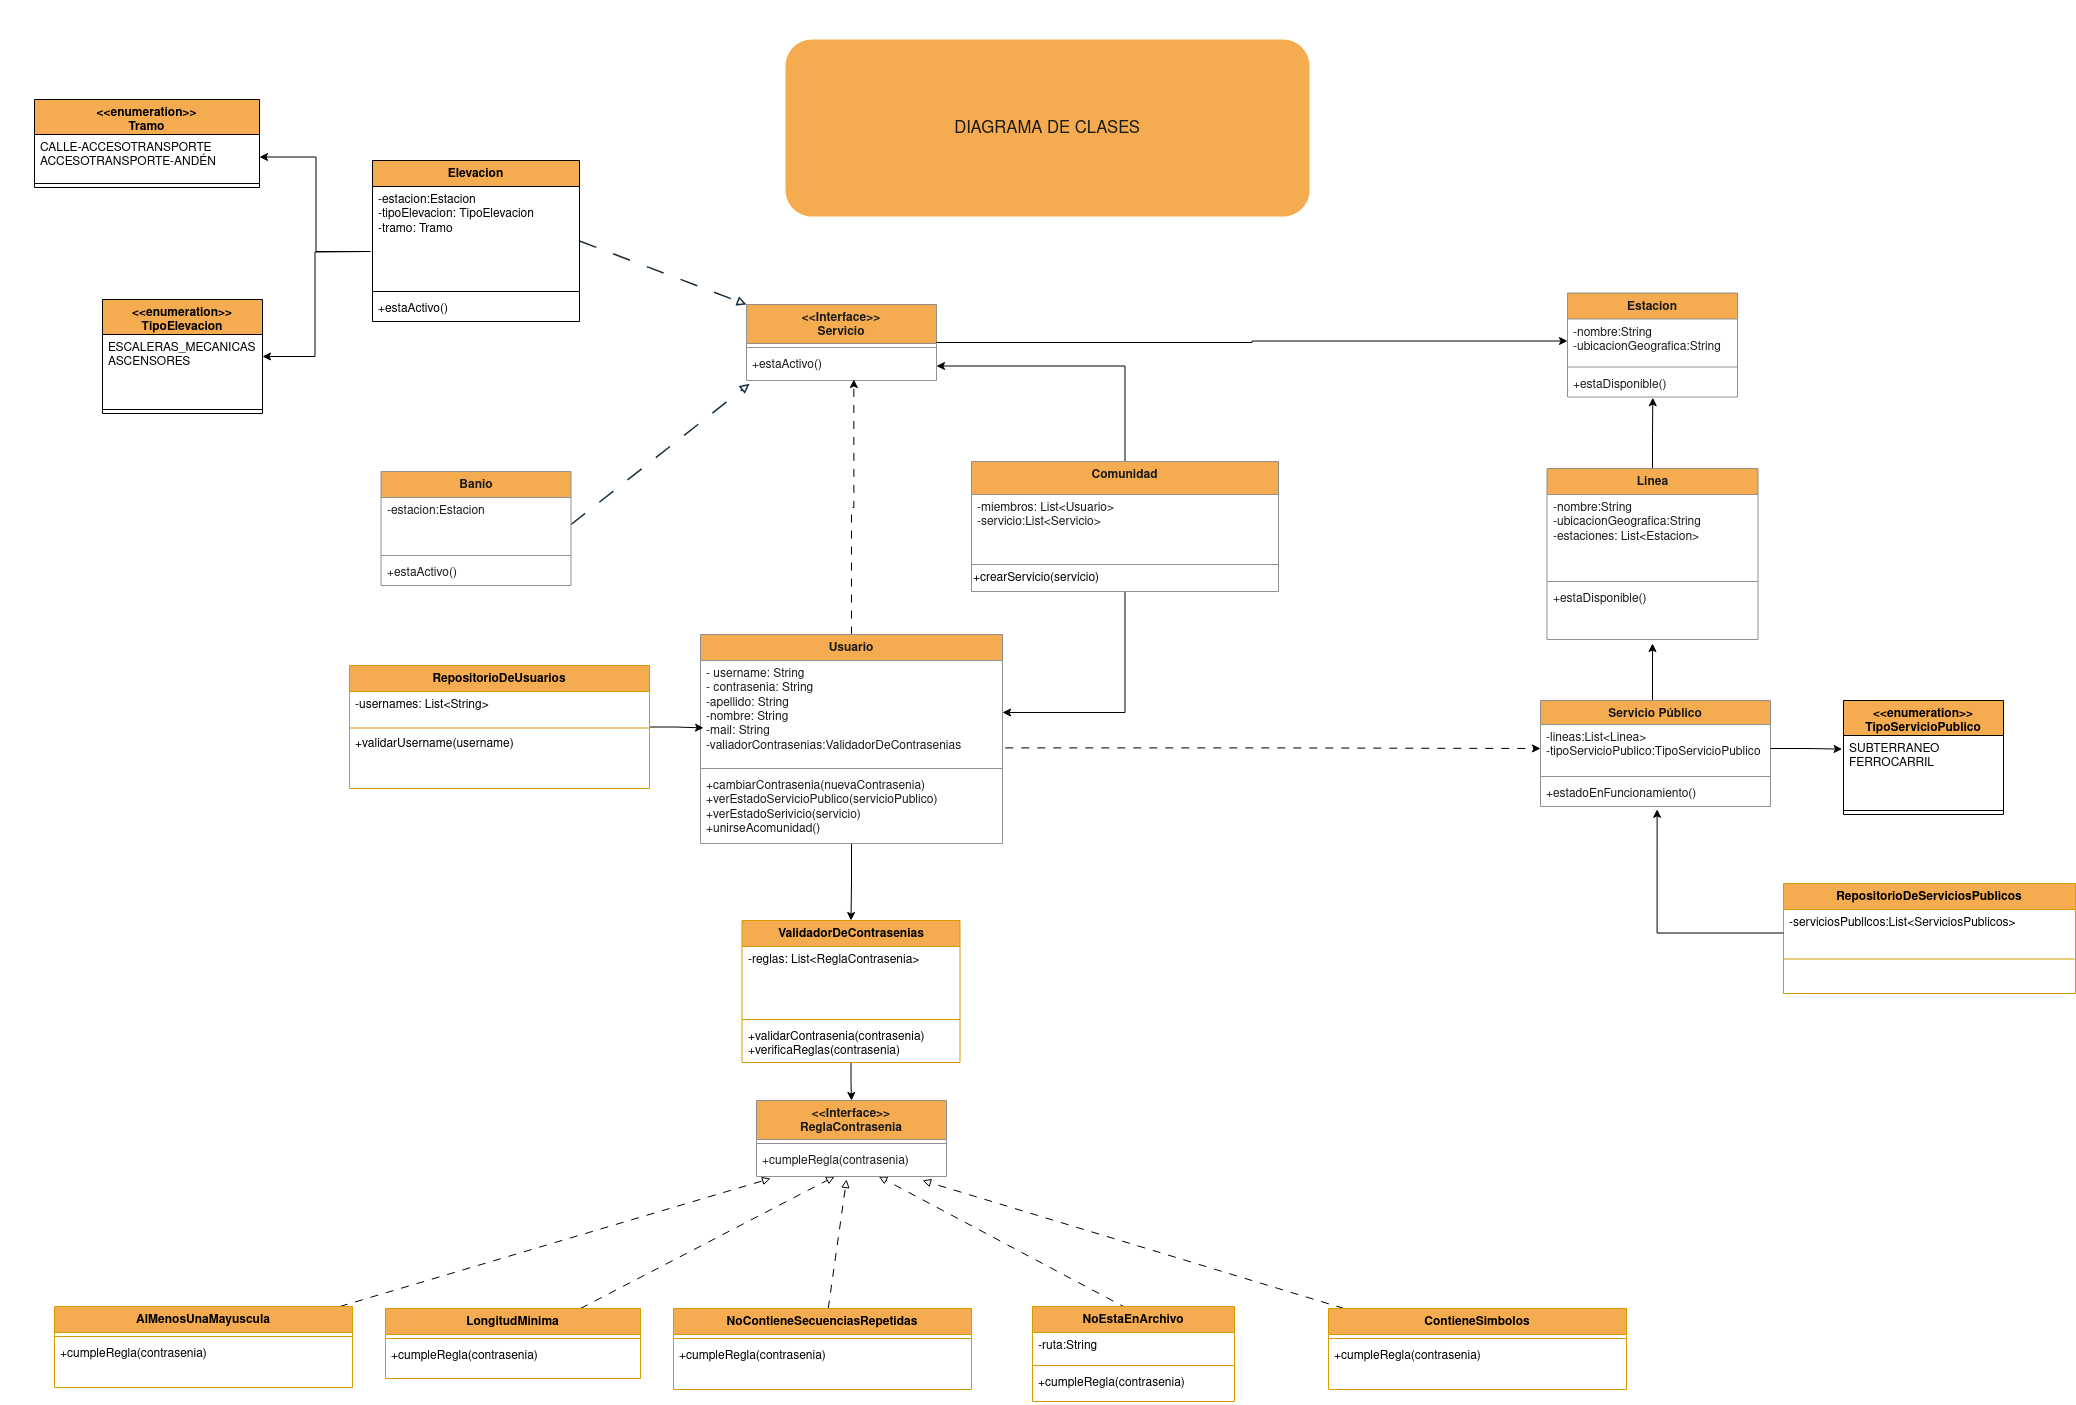 DIAGRAMA DE CLASES
<<enumeration>>
Tramo
CALLE-ACCESOTRANSPORTE
ACCESOTRANSPORTE-ANDÉN
Elevacion
-estacion:Estacion
-tipoElevacion: TipoElevacion
-tramo: Tramo
+estaActivo()
<<enumeration>>
TipoElevacion
ESCALERAS_MECANICAS
ASCENSORES
<<Interface>>
Servicio
+estaActivo()
Estacion
-nombre:String
-ubicacionGeografica:String
+estaDisponible()
Banio
-estacion:Estacion
+estaActivo()
Comunidad
-miembros: List<Usuario>
-servicio:List<Servicio>
+crearServicio(servicio)
Linea
-nombre:String
-ubicacionGeografica:String
-estaciones: List<Estacion>
+estaDisponible()
RepositorioDeUsuarios
-usernames: List<String>
+validarUsername(username)
Usuario
- username: String
- contrasenia: String
-apellido: String
-nombre: String
-mail: String
-valiadorContrasenias:ValidadorDeContrasenias
+cambiarContrasenia(nuevaContrasenia)
+verEstadoServicioPublico(servicioPublico)
+verEstadoSerivicio(servicio)
+unirseAcomunidad()
Servicio Público
-lineas:List<Linea>
-tipoServicioPublico:TipoServicioPublico
+estadoEnFuncionamiento()
<<enumeration>>
TipoServicioPublico
SUBTERRANEO
FERROCARRIL
RepositorioDeServiciosPublicos
-serviciosPublicos:List<ServiciosPublicos>
ValidadorDeContrasenias
-reglas: List<ReglaContrasenia>
+validarContrasenia(contrasenia)
+verificaReglas(contrasenia)
<<Interface>>
ReglaContrasenia
+cumpleRegla(contrasenia)
AlMenosUnaMayuscula
+cumpleRegla(contrasenia)
LongitudMinima
+cumpleRegla(contrasenia)
NoContieneSecuenciasRepetidas
+cumpleRegla(contrasenia)
NoEstaEnArchivo
-ruta:String
+cumpleRegla(contrasenia)
ContieneSimbolos
+cumpleRegla(contrasenia)